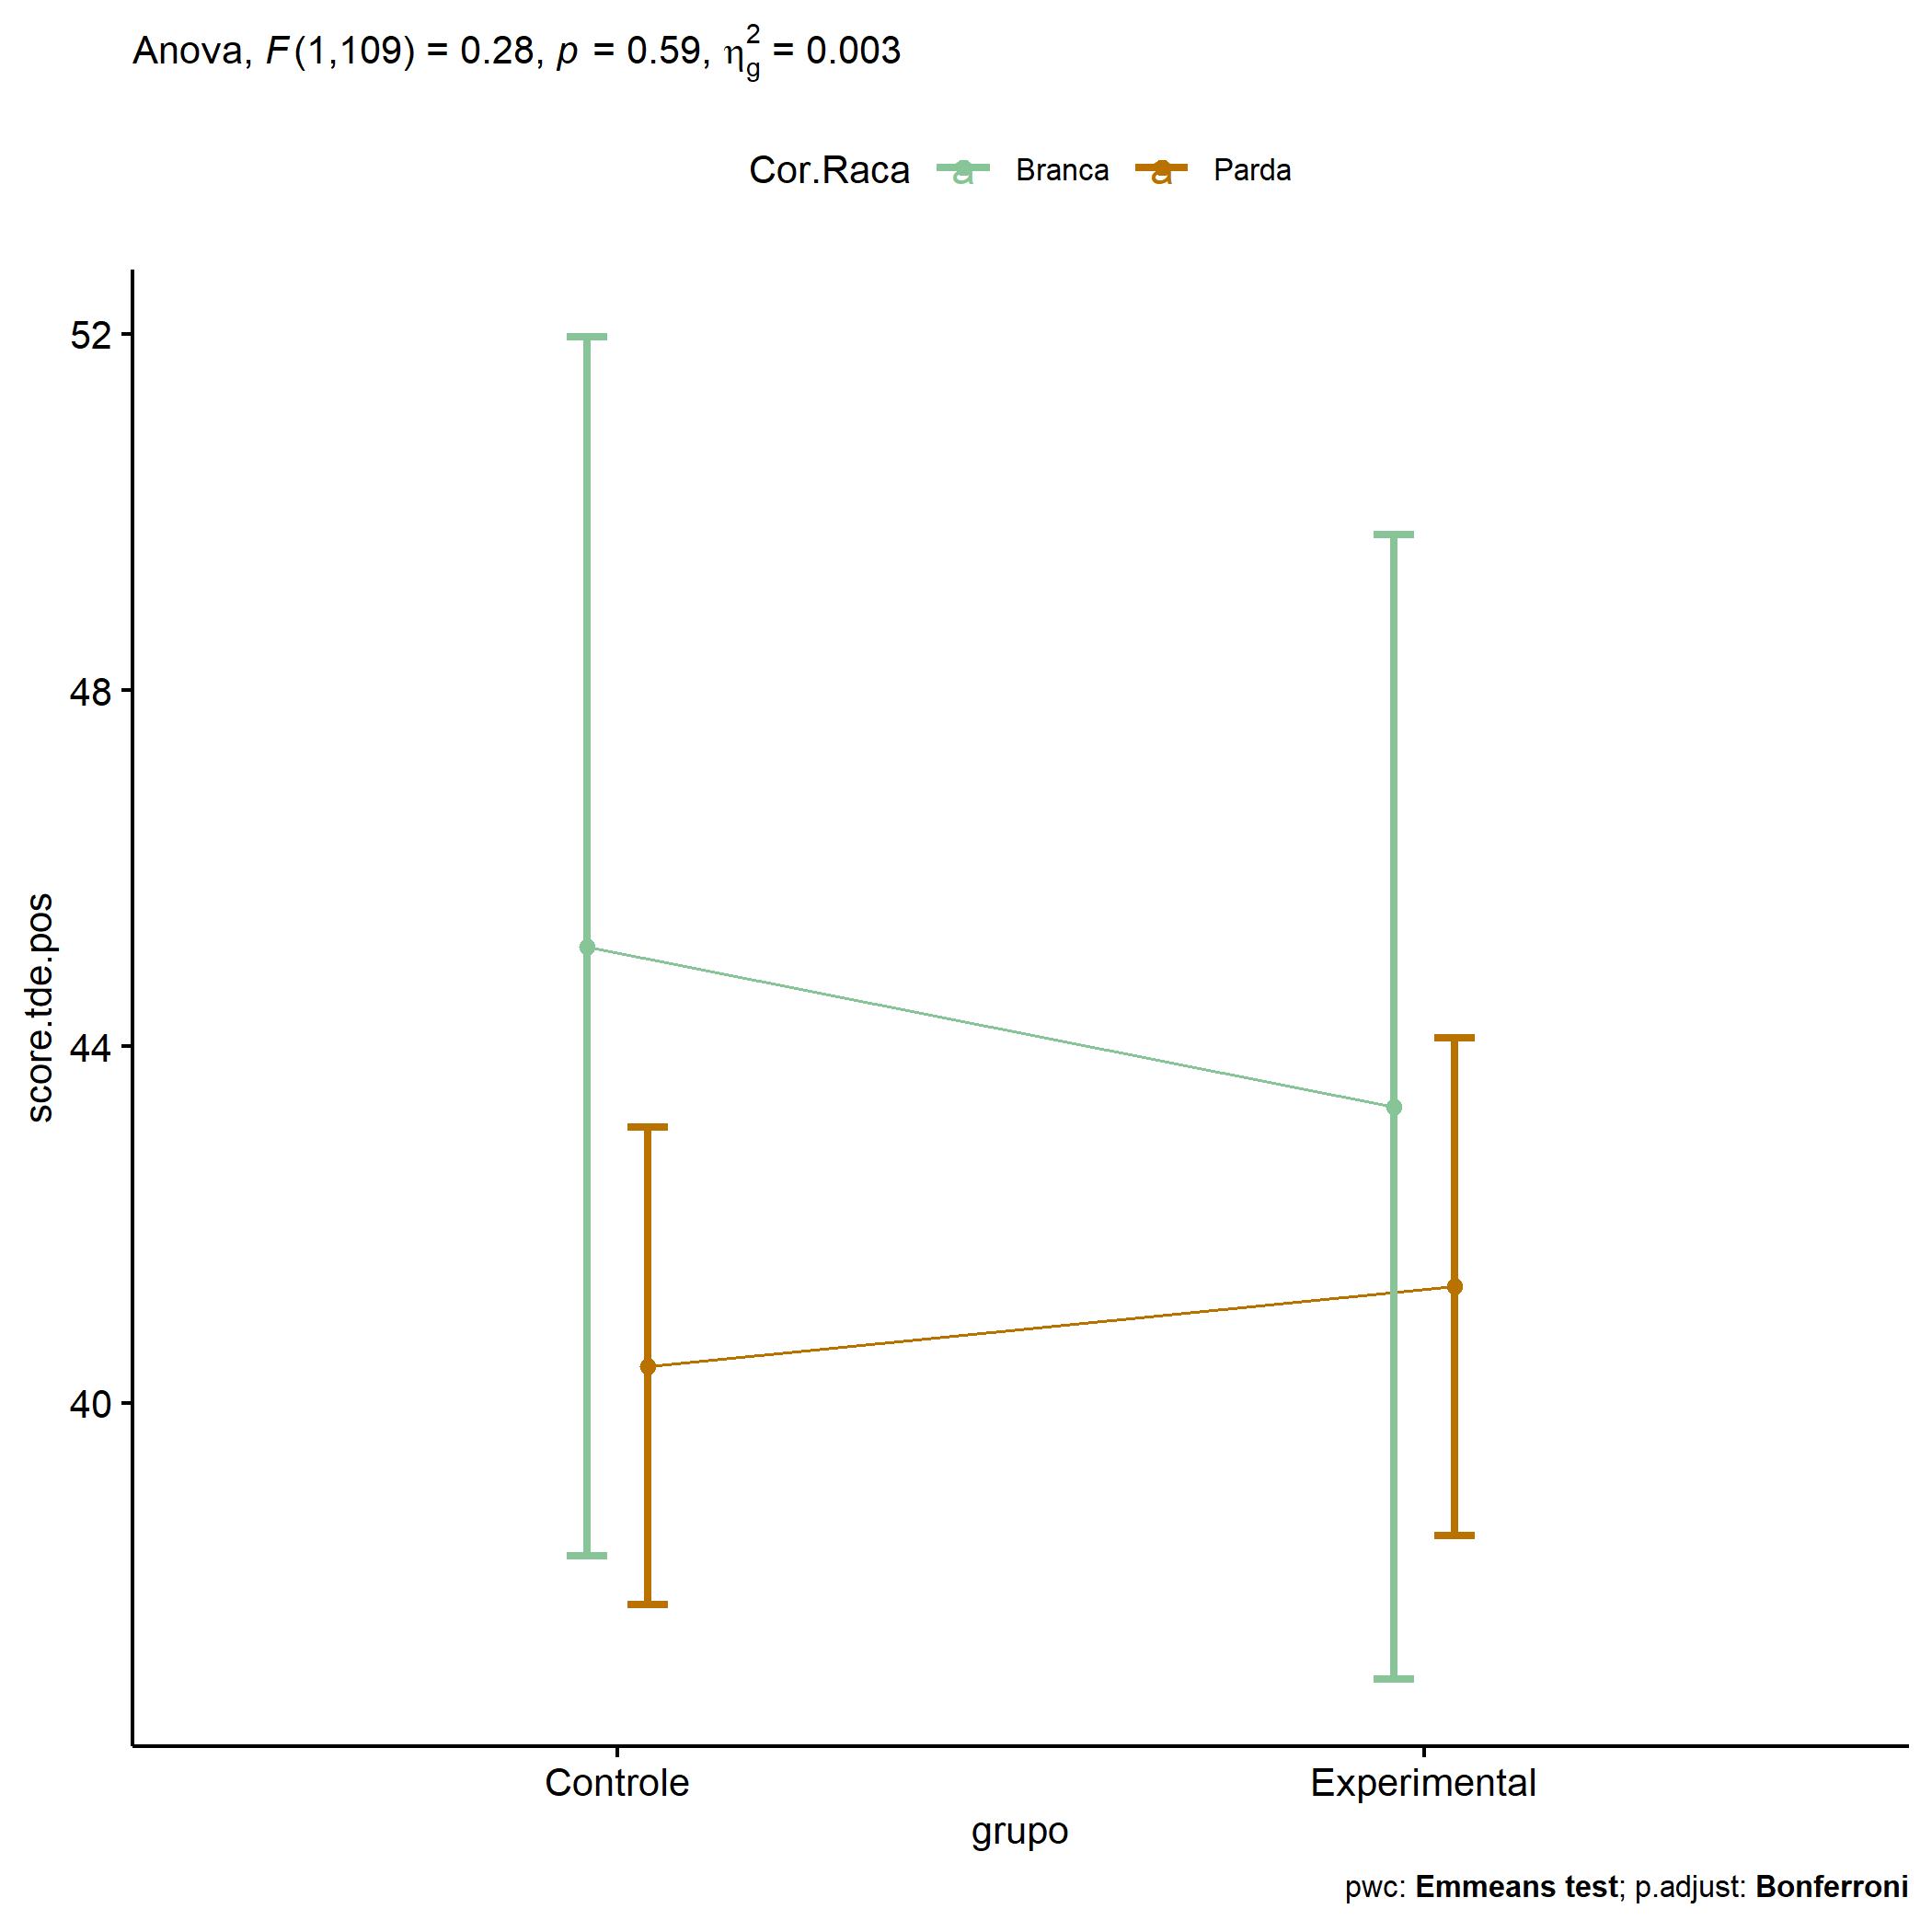 Anova, F(1,109) = 0.28, p = 0.59, η²g = 0.003
Cor.Raca a Branca a Parda
52
48
44
40
score.tde.pos
Controle Experimental
grupo
pwc: Emmeans test; p.adjust: Bonferroni